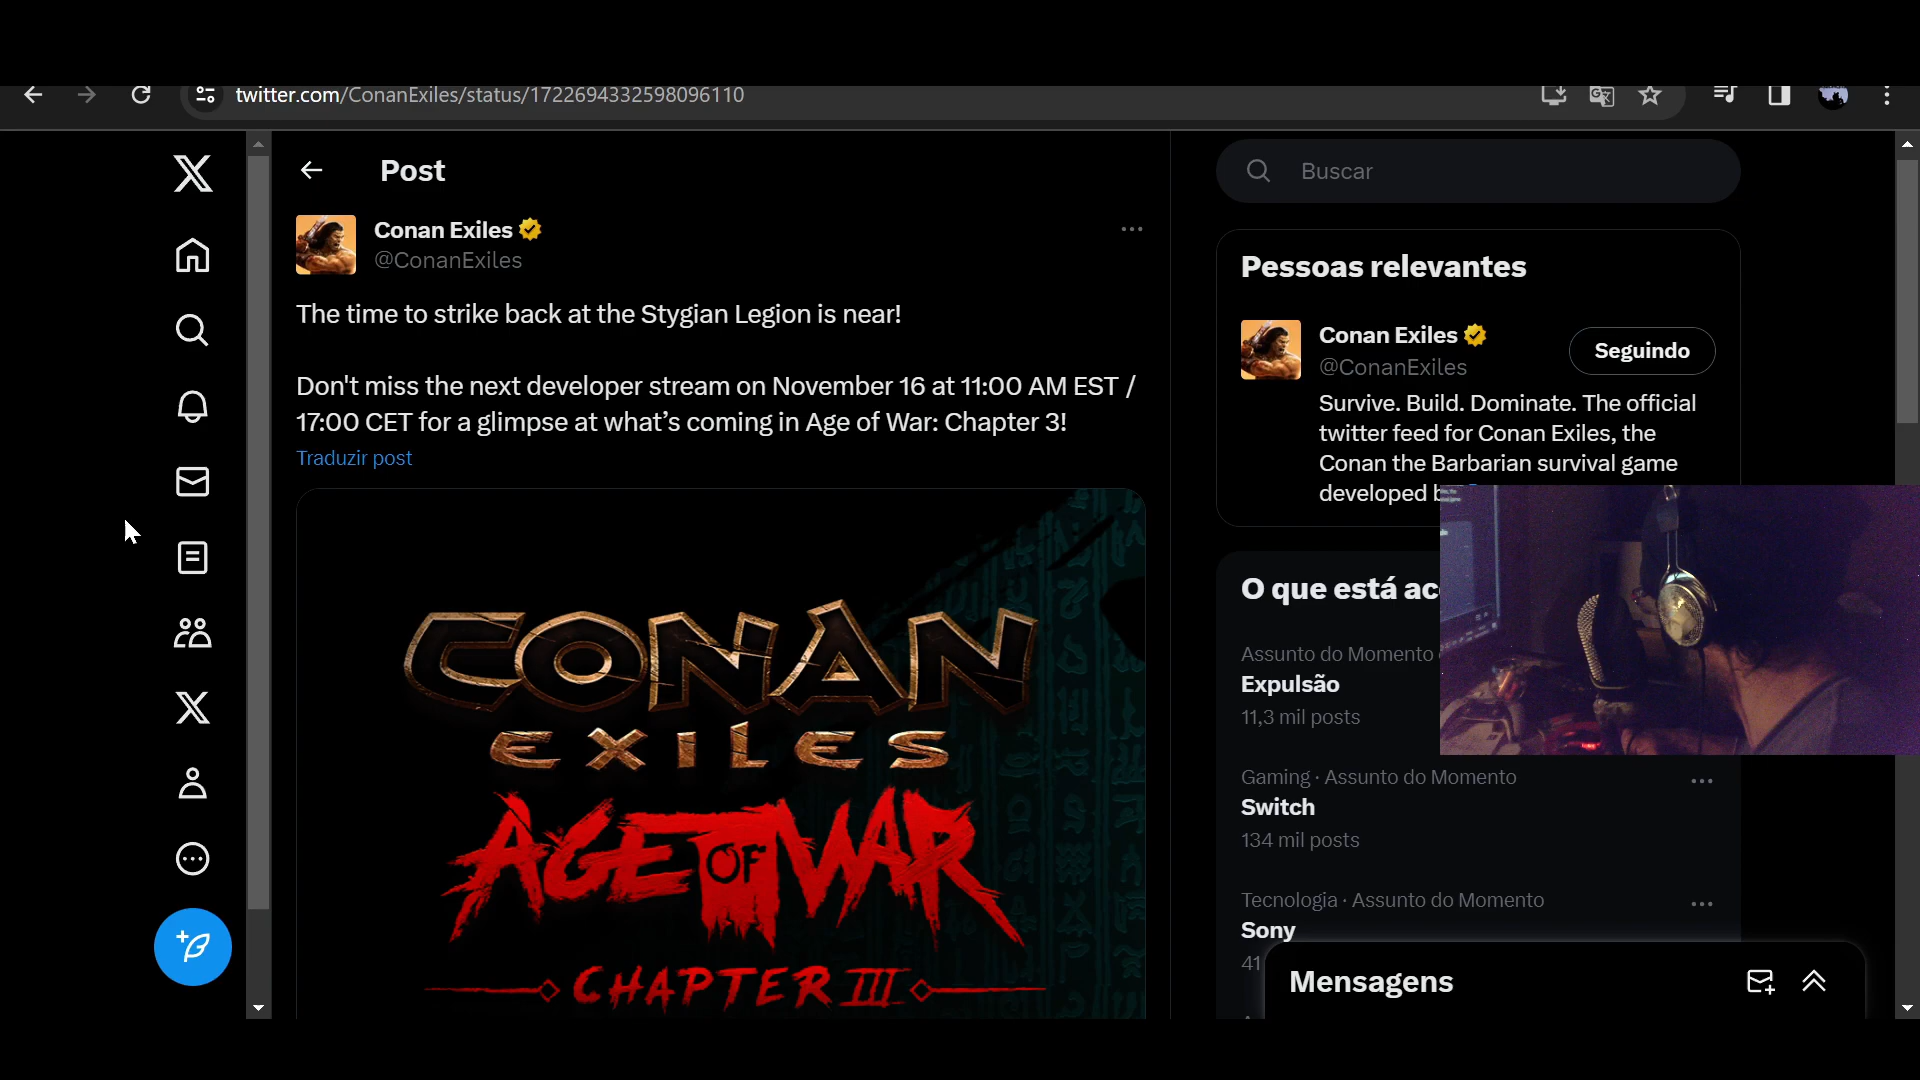 twitter.com/ConanExiles/status/1722694332598096110
Post
Conan Exiles
@ConanExiles
The time to strike back at the Stygian Legion is near!
Don't miss the next developer stream on November 16 at 11:00 AM EST /
17:00 CET for a glimpse at what’s coming in Age of War: Chapter 3!
Traduzir post
CONAN
EXILES
AGE OF WAR
CHAPTER III
Buscar
Pessoas relevantes
Conan Exiles
Seguindo
@ConanExiles
Survive. Build. Dominate. The official
twitter feed for Conan Exiles, the
Conan the Barbarian survival game
developed
O que está
Assunto do Momento
Expulsão
11,3 mil posts
Gaming · Assunto do Momento
Switch
134 mil posts
Tecnologia · Assunto do Momento
Sony
41
Mensagens